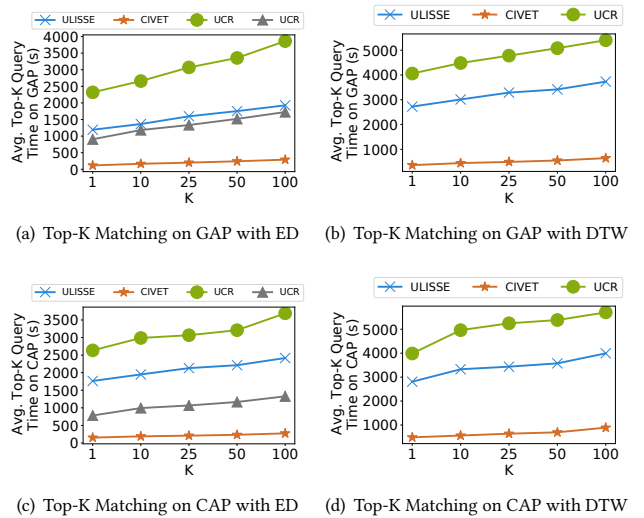 ULISSE CIVET UCR UCR
Avg. Top-K Query
Time on GAP (s)
4000
3500
3000
2500
2000
1500
1000
500
0
1 10 25 50 100
K
(a) Top-K Matching on GAP with ED
ULISSE CIVET UCR
Avg. Top-K Query
Time on GAP (s)
5000
4000
3000
2000
1000
1 10 25 50 100
K
(b) Top-K Matching on GAP with DTW
ULISSE CIVET UCR UCR
Avg. Top-K Query
Time on CAP (s)
3500
3000
2500
2000
1500
1000
500
0
1 10 25 50 100
K
(c) Top-K Matching on CAP with ED
ULISSE CIVET UCR
Avg. Top-K Query
Time on CAP (s)
5000
4000
3000
2000
1000
1 10 25 50 100
K
(d) Top-K Matching on CAP with DTW